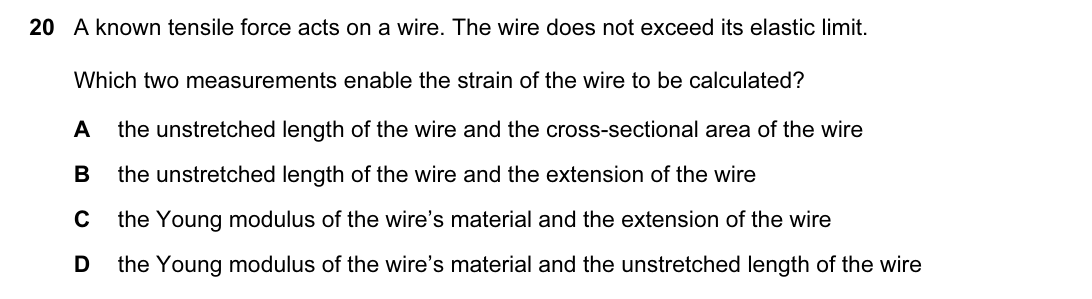 20 A known tensile force acts on a wire. The wire does not exceed its elastic limit.
Which two measurements enable the strain of the wire to be calculated?
A the unstretched length of the wire and the cross-sectional area of the wire
B the unstretched length of the wire and the extension of the wire
C the Young modulus of the wire’s material and the extension of the wire
D the Young modulus of the wire’s material and the unstretched length of the wire